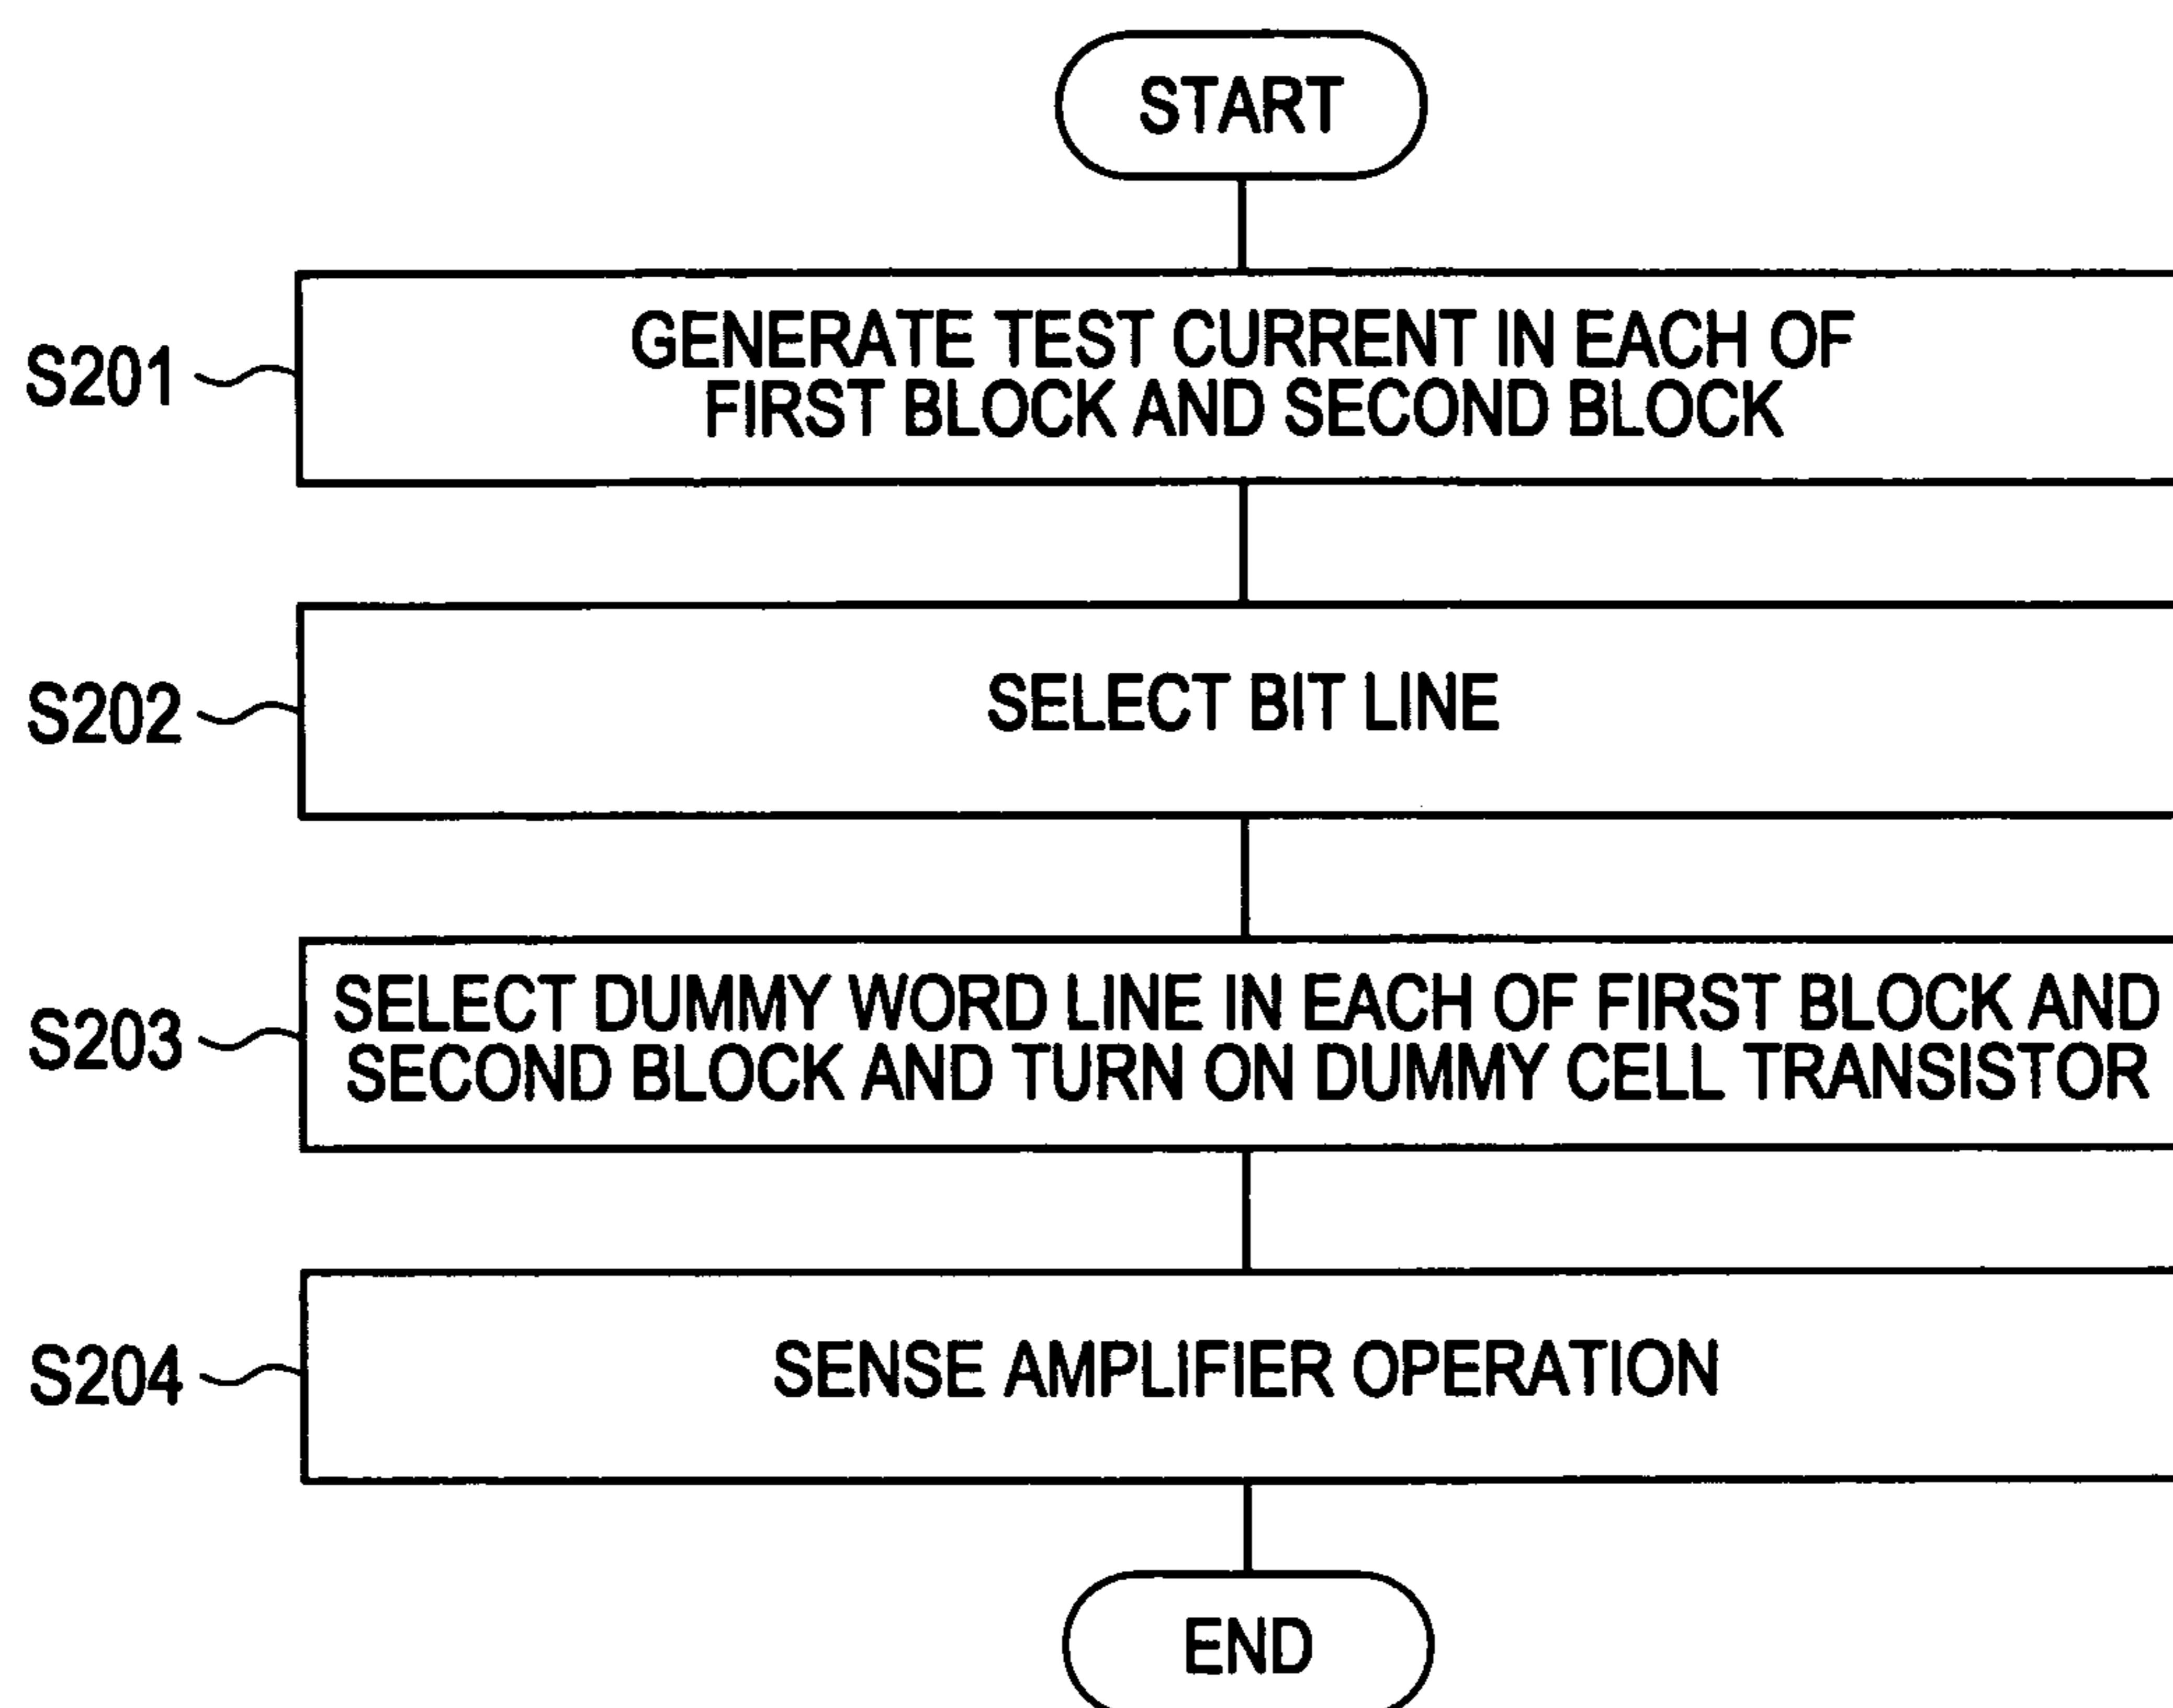 START
S201
GENERATE TEST CURRENT IN EACH OF
FIRST BLOCK AND SECOND BLOCK
S202
SELECT BIT LINE
S203
SELECT DUMMY WORD LINE IN EACH OF FIRST BLOCK AND
SECOND BLOCK AND TURN ON DUMMY CELL TRANSISTOR
S204
SENSE AMPLIFIER OPERATION
END